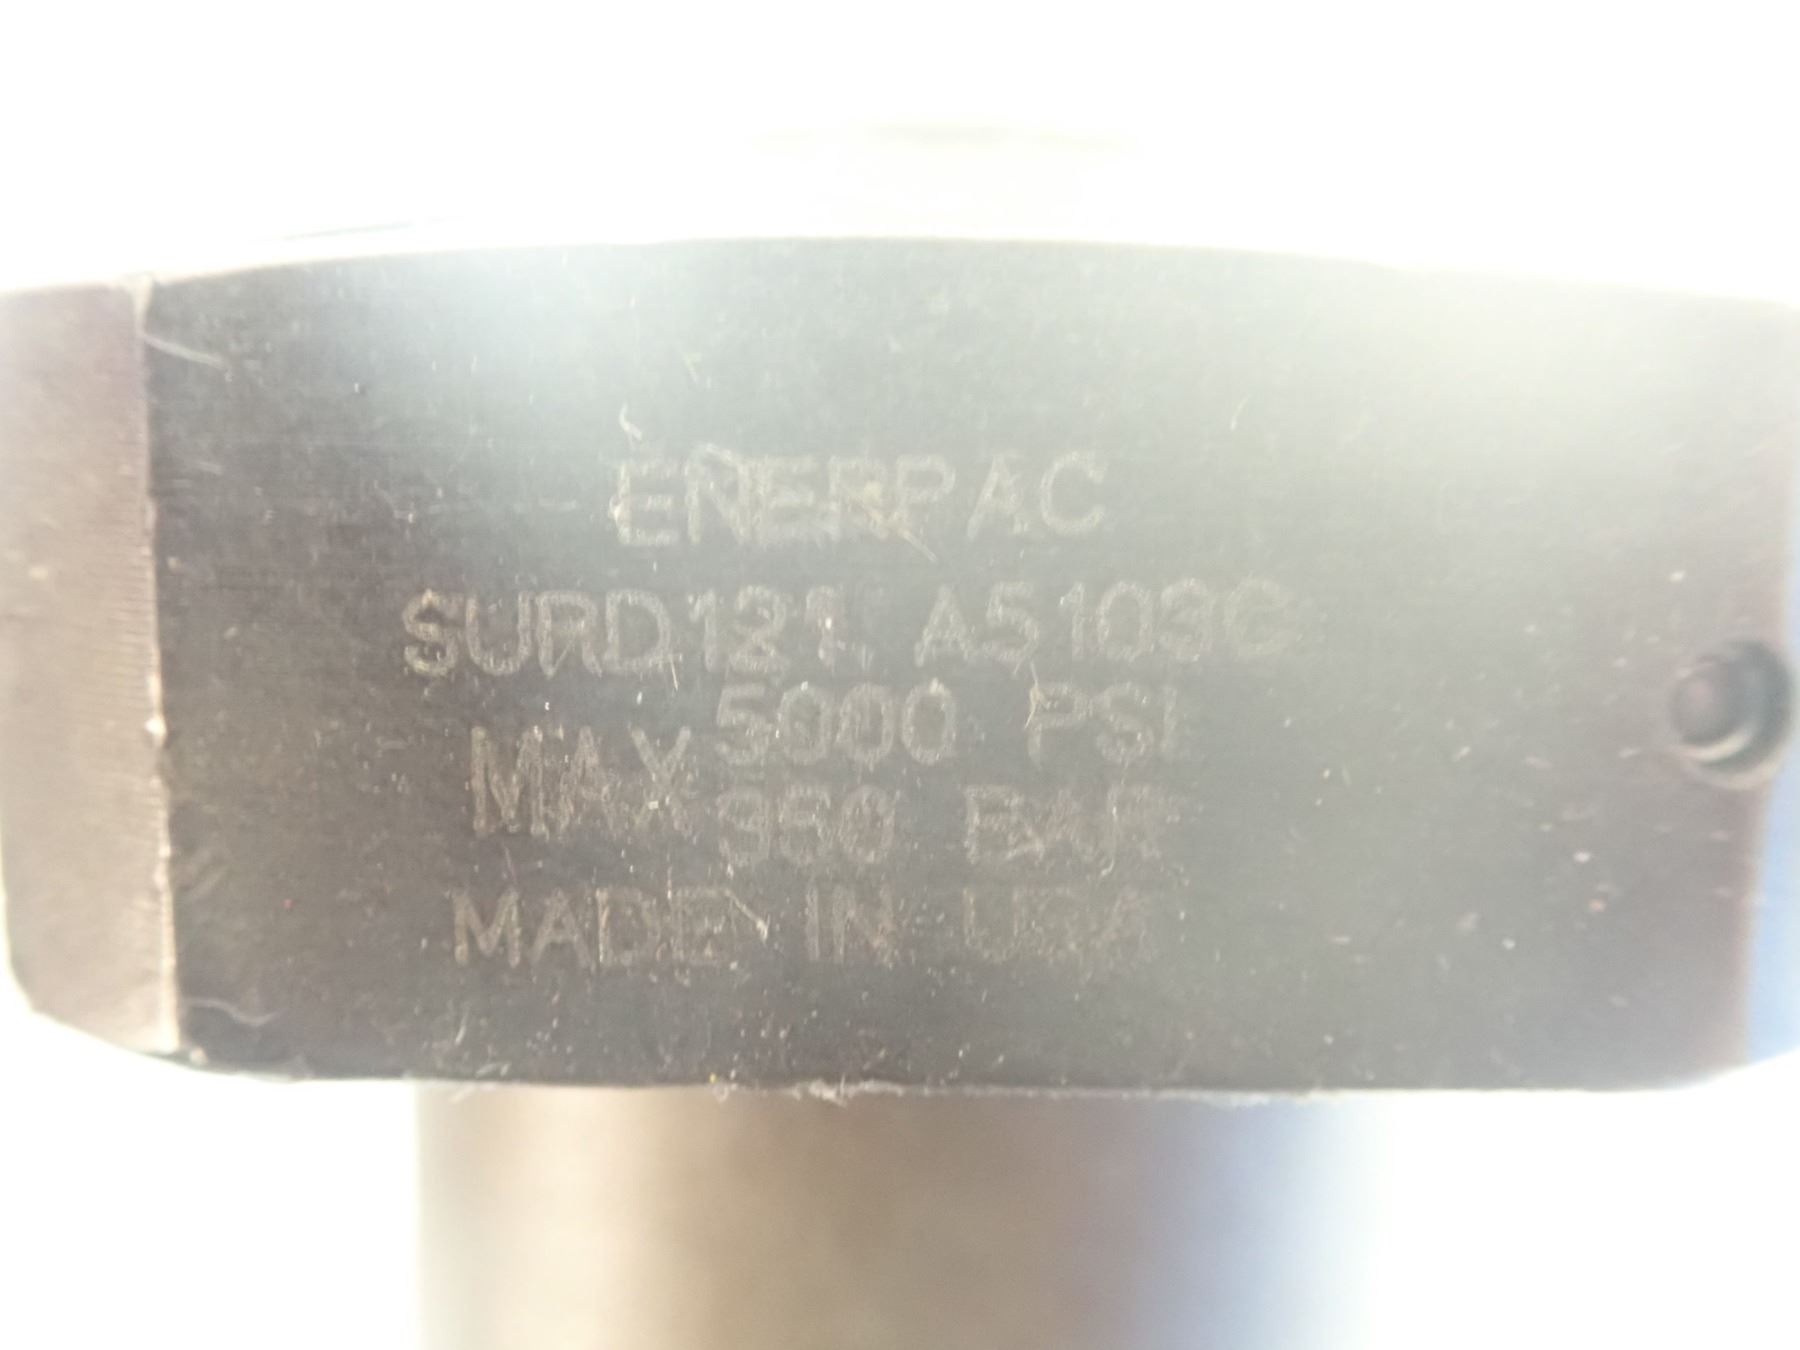 ENERPAC
SURD121, A5103G
MAX 5000 PSI
350 BAR
MADE IN USA